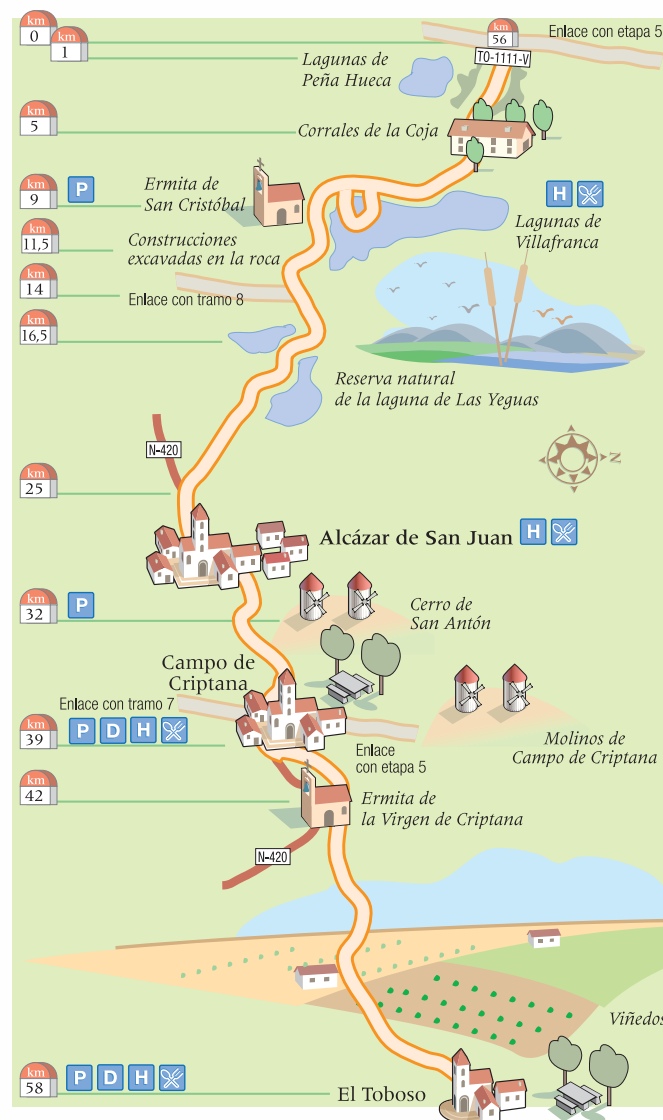 km
0
km
1
km
56
Enlace con etapa 5
TO-1111-V
Lagunas de
Peña Hueca
km
5
Corrales de la Coja
km
9
P
Ermita de
San Cristóbal
H
Lagunas de
Villafranca
km
11,5
Construcciones
excavadas en la roca
km
14
Enlace con tramo 8
km
16,5
Reserva natural
de la laguna de Las Yeguas
N-420
N
km
25
Alcázar de San Juan
H
km
32
P
Cerro de
San Antón
Campo de
Criptana
Enlace con tramo 7
km
39
P D H
Enlace
con etapa 5
Molinos de
Campo de Criptana
km
42
Ermita de
la Virgen de Criptana
N-420
Viñedos
km
58
P D H
El Toboso